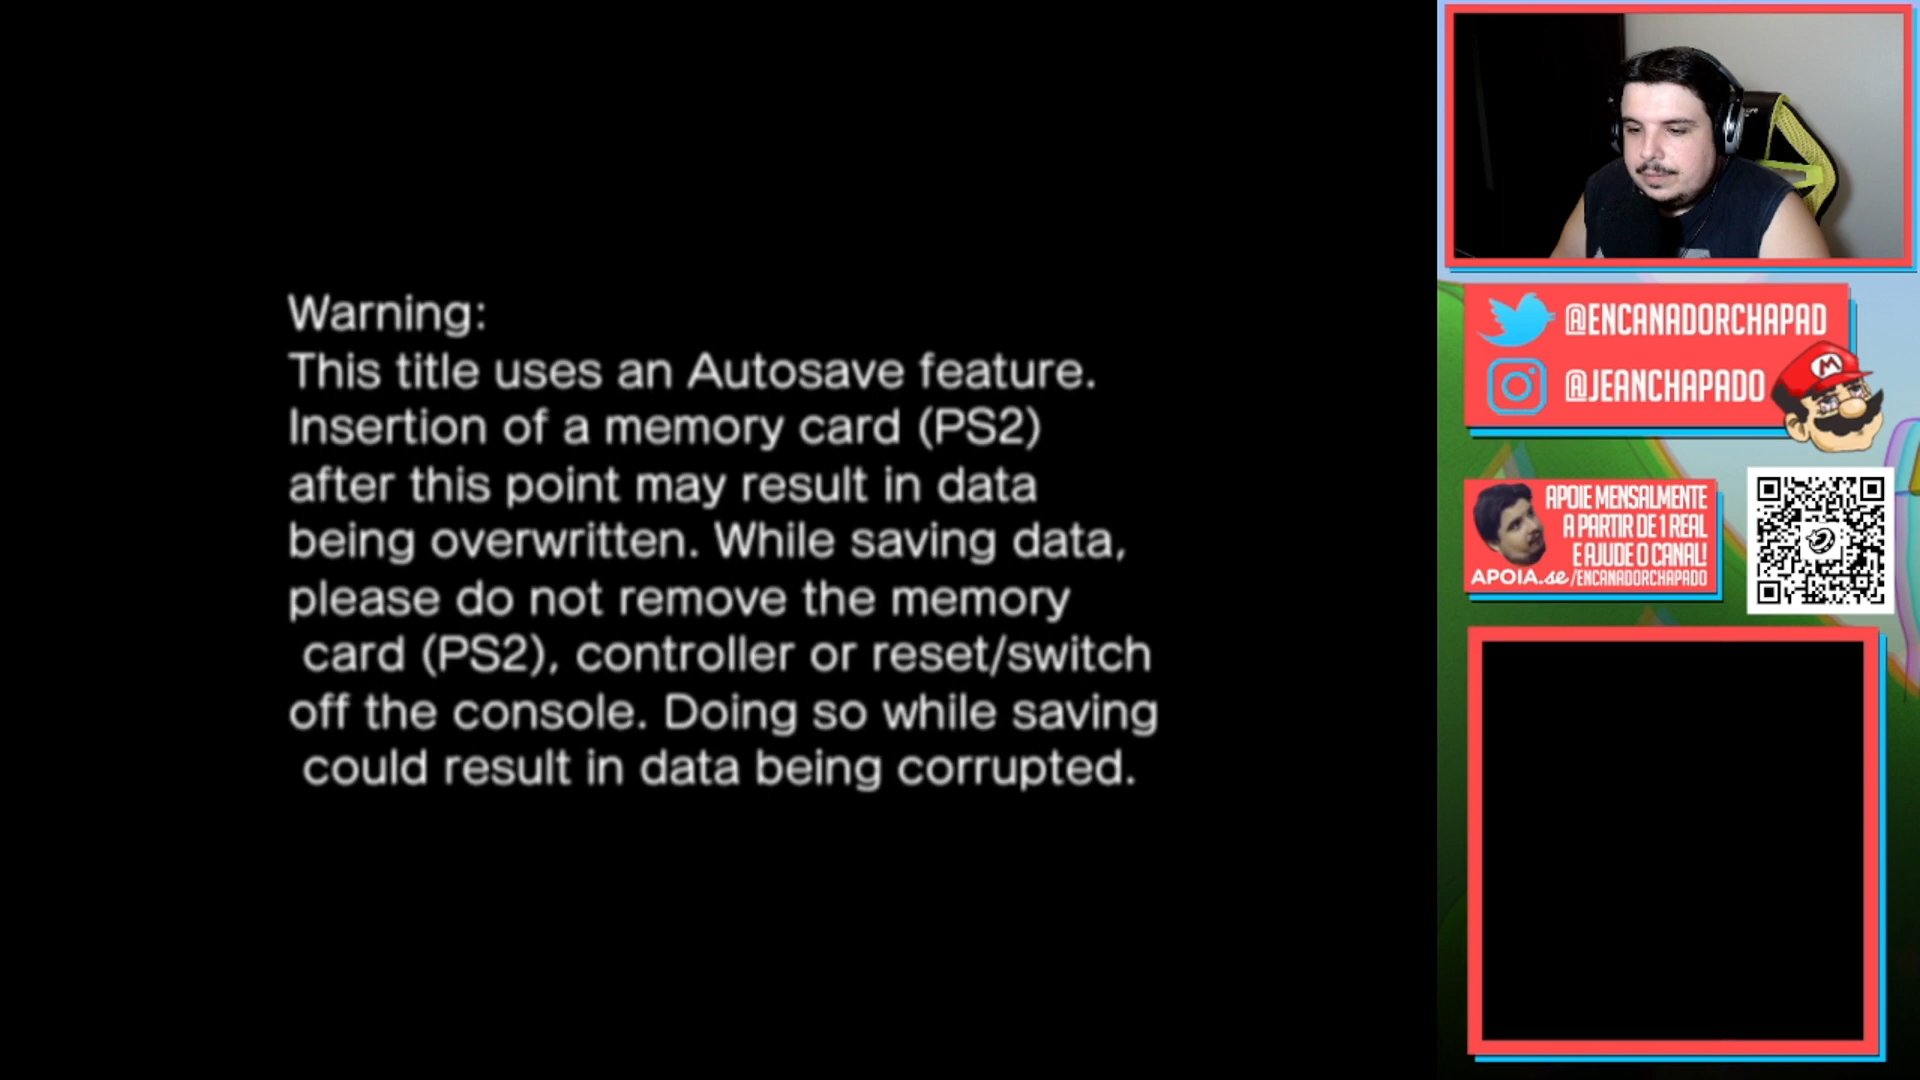 Warning:
This title uses an Autosave feature.
Insertion of a memory card (PS2)
after this point may result in data
being overwritten. While saving data,
please do not remove the memory
card (PS2), controller or reset/switch
off the console. Doing so while saving
could result in data being corrupted.
@ENCANADORCHAPAD
@JEANCHAPADO
M
APOIE MENSALMENTE
A PARTIR DE 1 REAL
E AJUDE O CANAL!
APOIA.se/ENCANADORCHAPADO